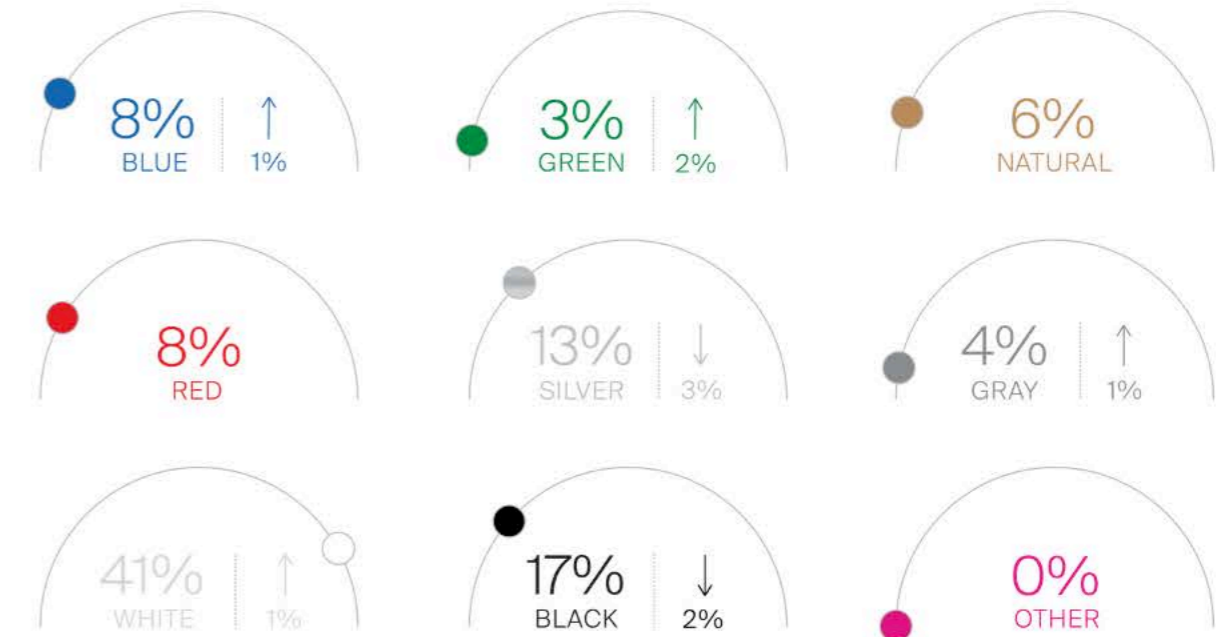 8% ↑
BLUE 1%
3% ↑
GREEN 2%
6%
NATURAL
8%
RED
13% ↓
SILVER 3%
4% ↑
GRAY 1%
41% ↑
WHITE 1%
17% ↓
BLACK 2%
0%
OTHER